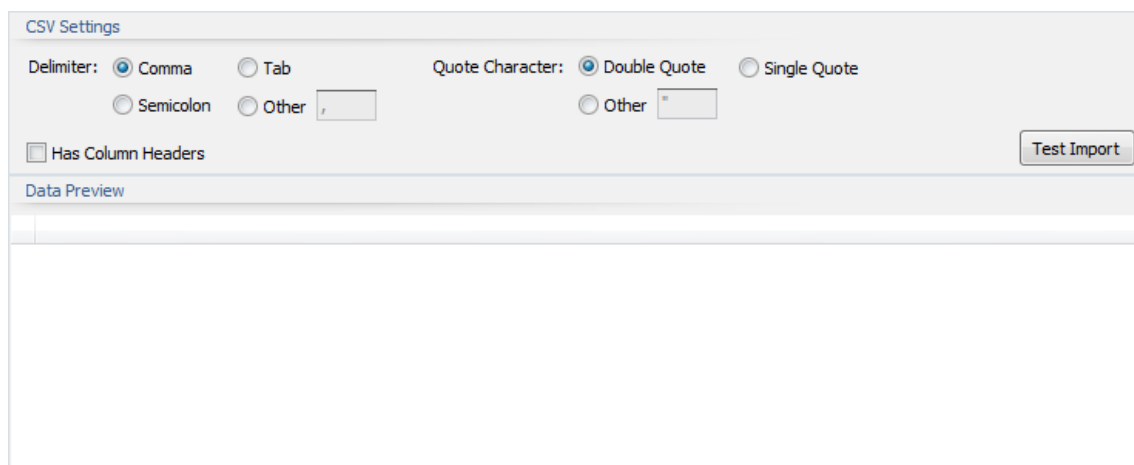 CSV Settings
Delimiter: Comma Tab Quote Character: Double Quote Single Quote
Semicolon Other , Other "
Has Column Headers
Test Import
Data Preview